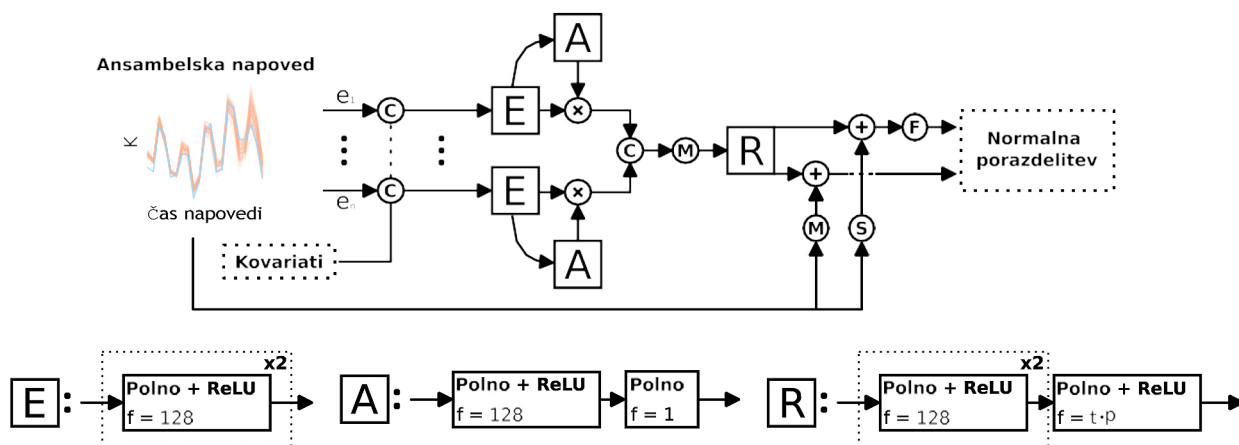 Ansambelska napoved
K
Čas napovedi
Kovariati
e1
en
C
C
E
E
A
A
×
×
C
M
R
+
+
F
M
S
Normalna
porazdelitev
E:
x2
Polno + ReLU
f = 128
A:
Polno + ReLU
f = 128
Polno
f = 1
R:
x2
Polno + ReLU
f = 128
Polno + ReLU
f = t·p